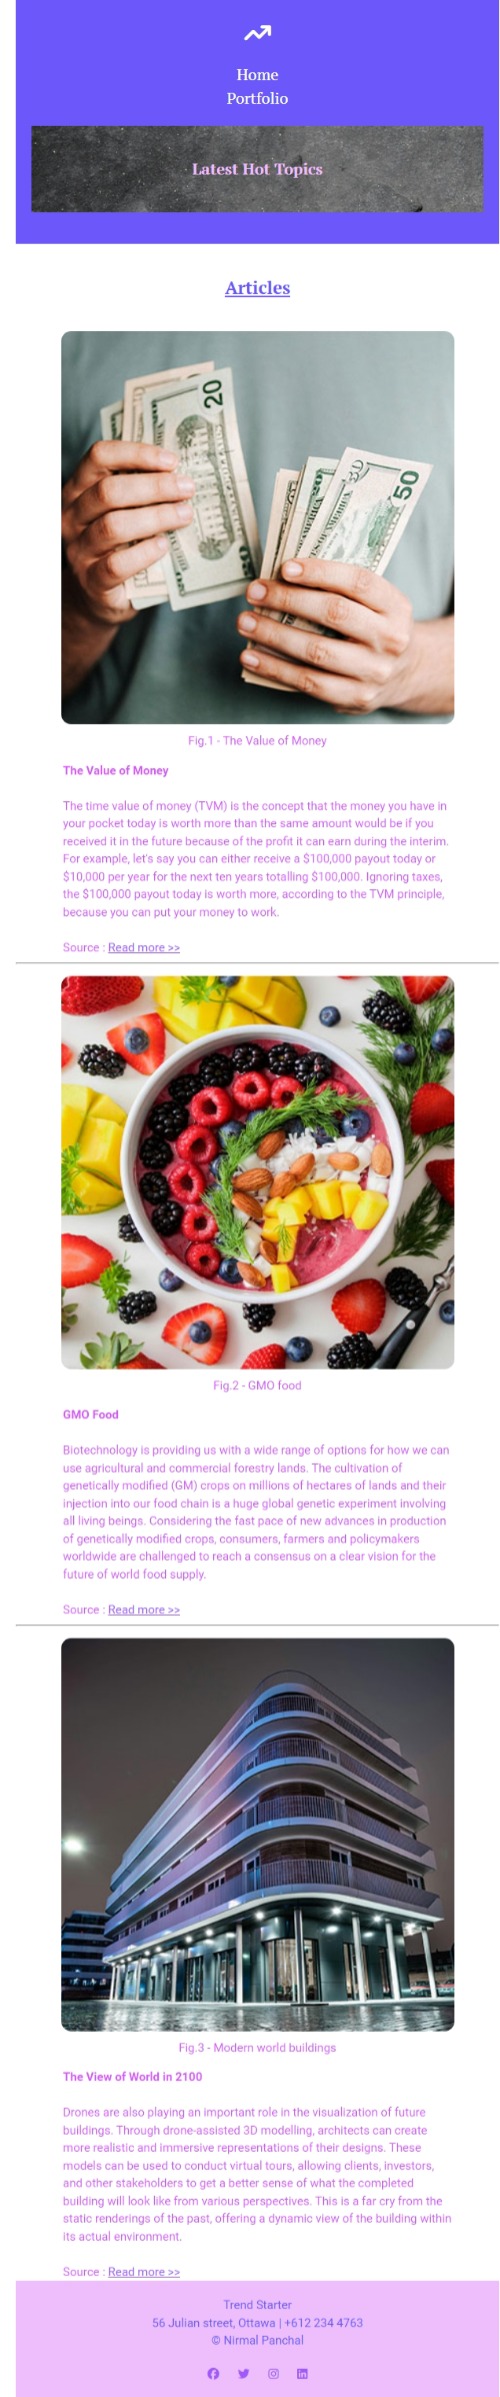 Home
Portfolio
Latest Hot Topics
Articles
20
50
Fig.1 - The Value of Money
The Value of Money
The time value of money (TVM) is the concept that the money you have in
your pocket today is worth more than the same amount would be if you
received it in the future because of the profit it can earn during the interim.
For example, let's say you can either receive a $100,000 payout today or
$10,000 per year for the next ten years totalling $100,000. Ignoring taxes,
the $100,000 payout today is worth more, according to the TVM principle,
because you can put your money to work.
Source : Read more >>
Fig.2 - GMO food
GMO Food
Biotechnology is providing us with a wide range of options for how we can
use agricultural and commercial forestry lands. The cultivation of
genetically modified (GM) crops on millions of hectares of lands and their
injection into our food chain is a huge global genetic experiment involving
all living beings. Considering the fast pace of new advances in production
of genetically modified crops, consumers, farmers and policymakers
worldwide are challenged to reach a consensus on a clear vision for the
future of world food supply.
Source : Read more >>
Fig.3 - Modern world buildings
The View of World in 2100
Drones are also playing an important role in the visualization of future
buildings. Through drone-assisted 3D modelling, architects can create
more realistic and immersive representations of their designs. These
models can be used to conduct virtual tours, allowing clients, investors,
and other stakeholders to get a better sense of what the completed
building will look like from various perspectives. This is a far cry from the
static renderings of the past, offering a dynamic view of the building within
its actual environment.
Source : Read more >>
Trend Starter
56 Julian street, Ottawa | +612 234 4763
© Nirmal Panchal